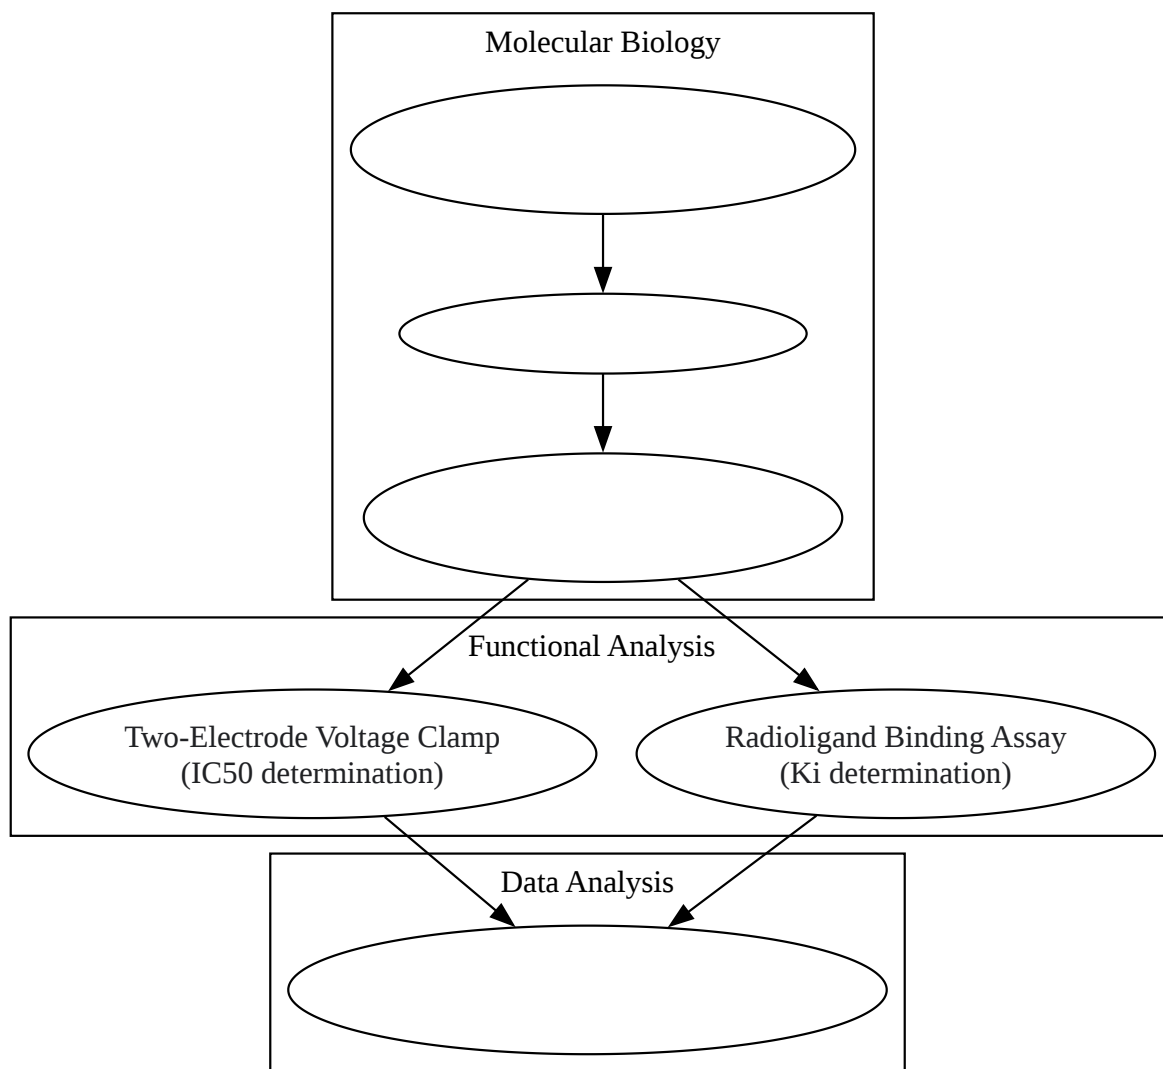 Molecular Biology
Functional Analysis
Two-Electrode Voltage Clamp
(IC50 determination)
Radioligand Binding Assay
(Ki determination)
Data Analysis